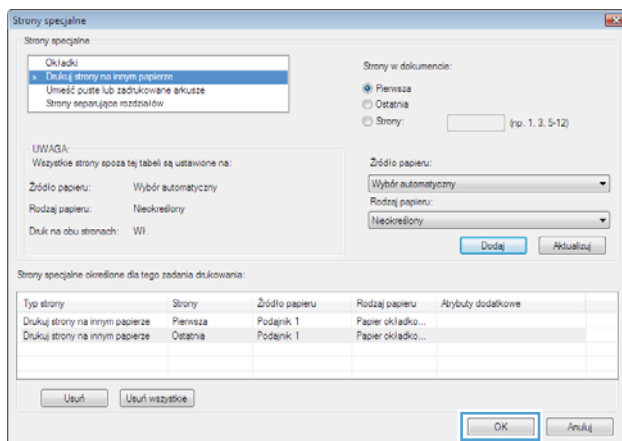 Strony specjalne
Strony specjalne
Okładki
» Drukuj strony na innym papierze
Umieść puste lub zadrukowane arkusze
Strony separujące rozdziałów
Strony w dokumencie:
Pierwsza
Ostatnia
Strony:
(np. 1, 3, 5-12)
UWAGA:
Wszystkie strony spoza tej tabeli są ustawione na:
Źródło papieru: Wybór automatyczny
Rodzaj papieru: Nieokreślony
Druk na obu stronach: Wł.
Źródło papieru:
Wybór automatyczny
Rodzaj papieru:
Nieokreślony
Dodaj Aktualizuj
Strony specjalne określone dla tego zadania drukowania:
Typ strony Strony Źródło papieru Rodzaj papieru Atrybuty dodatkowe
Drukuj strony na innym papierze Pierwsza Podajnik 1 Papier okładko...
Drukuj strony na innym papierze Ostatnia Podajnik 1 Papier okładko...
Usuń Usuń wszystkie
OK Anuluj